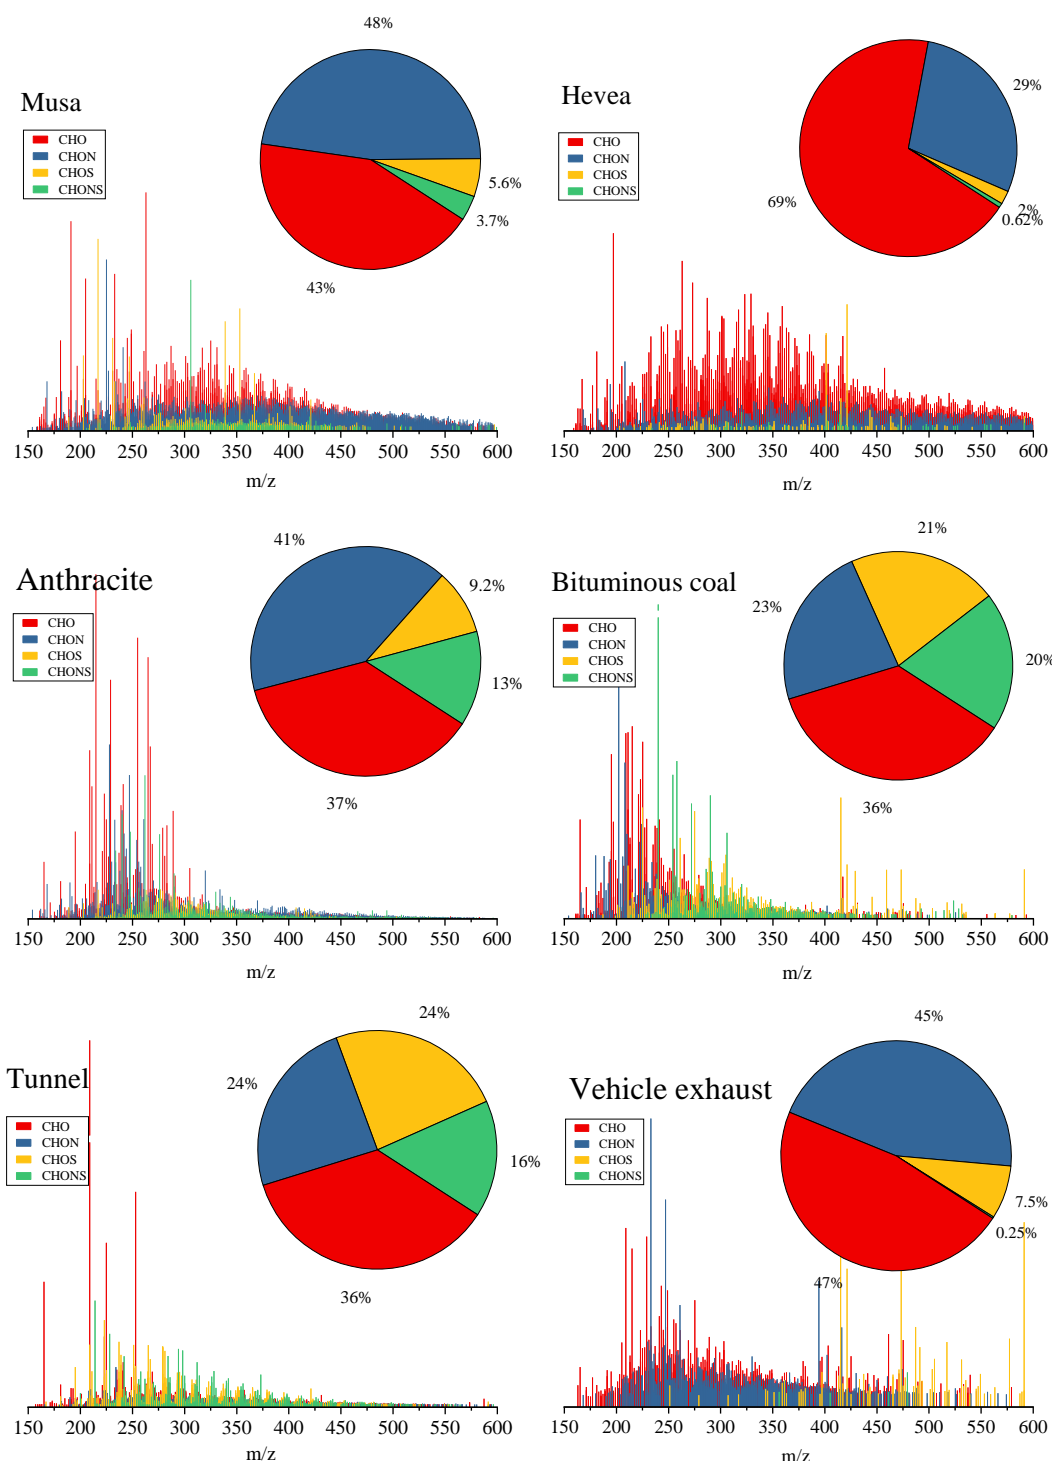 48%
Musa
CHO
CHON
CHOS
CHONS
5.6%
3.7%
43%
150 200 250 300 350 400 450 500 550 600
m/z
Hevea
CHO
CHON
CHOS
CHONS
29%
2%
0.62%
69%
150 200 250 300 350 400 450 500 550 600
m/z
41%
Anthracite
CHO
CHON
CHOS
CHONS
9.2%
13%
37%
150 200 250 300 350 400 450 500 550 600
m/z
21%
Bituminous coal
CHO
CHON
CHOS
CHONS
23%
20%
36%
150 200 250 300 350 400 450 500 550 600
m/z
24%
Tunnel
CHO
CHON
CHOS
CHONS
24%
16%
36%
150 200 250 300 350 400 450 500 550 600
m/z
45%
Vehicle exhaust
CHO
CHON
CHOS
CHONS
7.5%
0.25%
47%
150 200 250 300 350 400 450 500 550 600
m/z